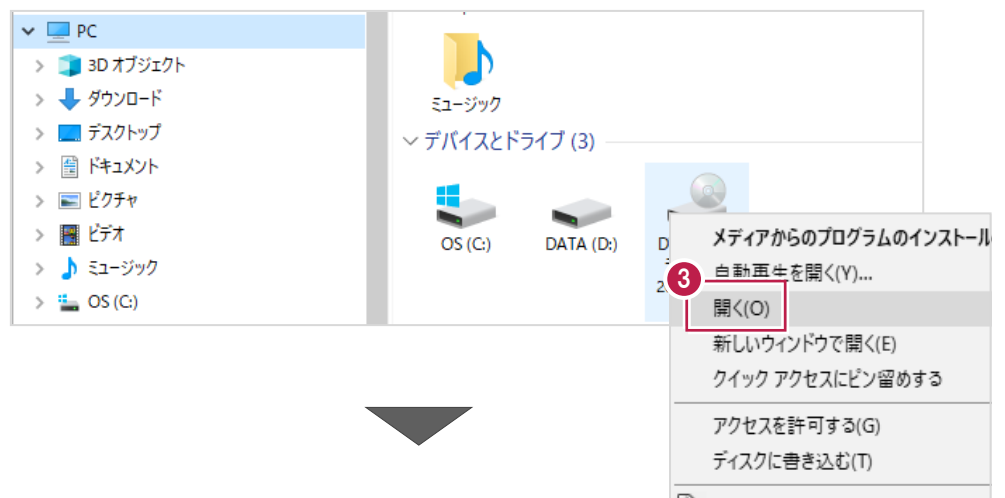 PC
3D オブジェクト
ダウンロード
デスクトップ
ドキュメント
ピクチャ
ビデオ
ミュージック
OS (C:)
ミュージック
デバイスとドライブ (3)
OS (C:)
DATA (D:)
D
2
メディアからのプログラムのインストール
自動再生を開く(Y)...
3
開く(O)
新しいウィンドウで開く(E)
クイック アクセスにピン留めする
アクセスを許可する(G)
ディスクに書き込む(T)